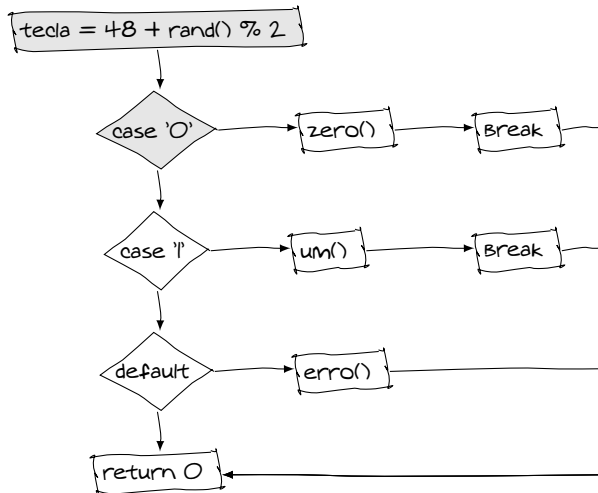 tecla = 48 + rand() % 2
case '0'
zero()
Break
case '1'
um()
Break
default
erro()
return 0